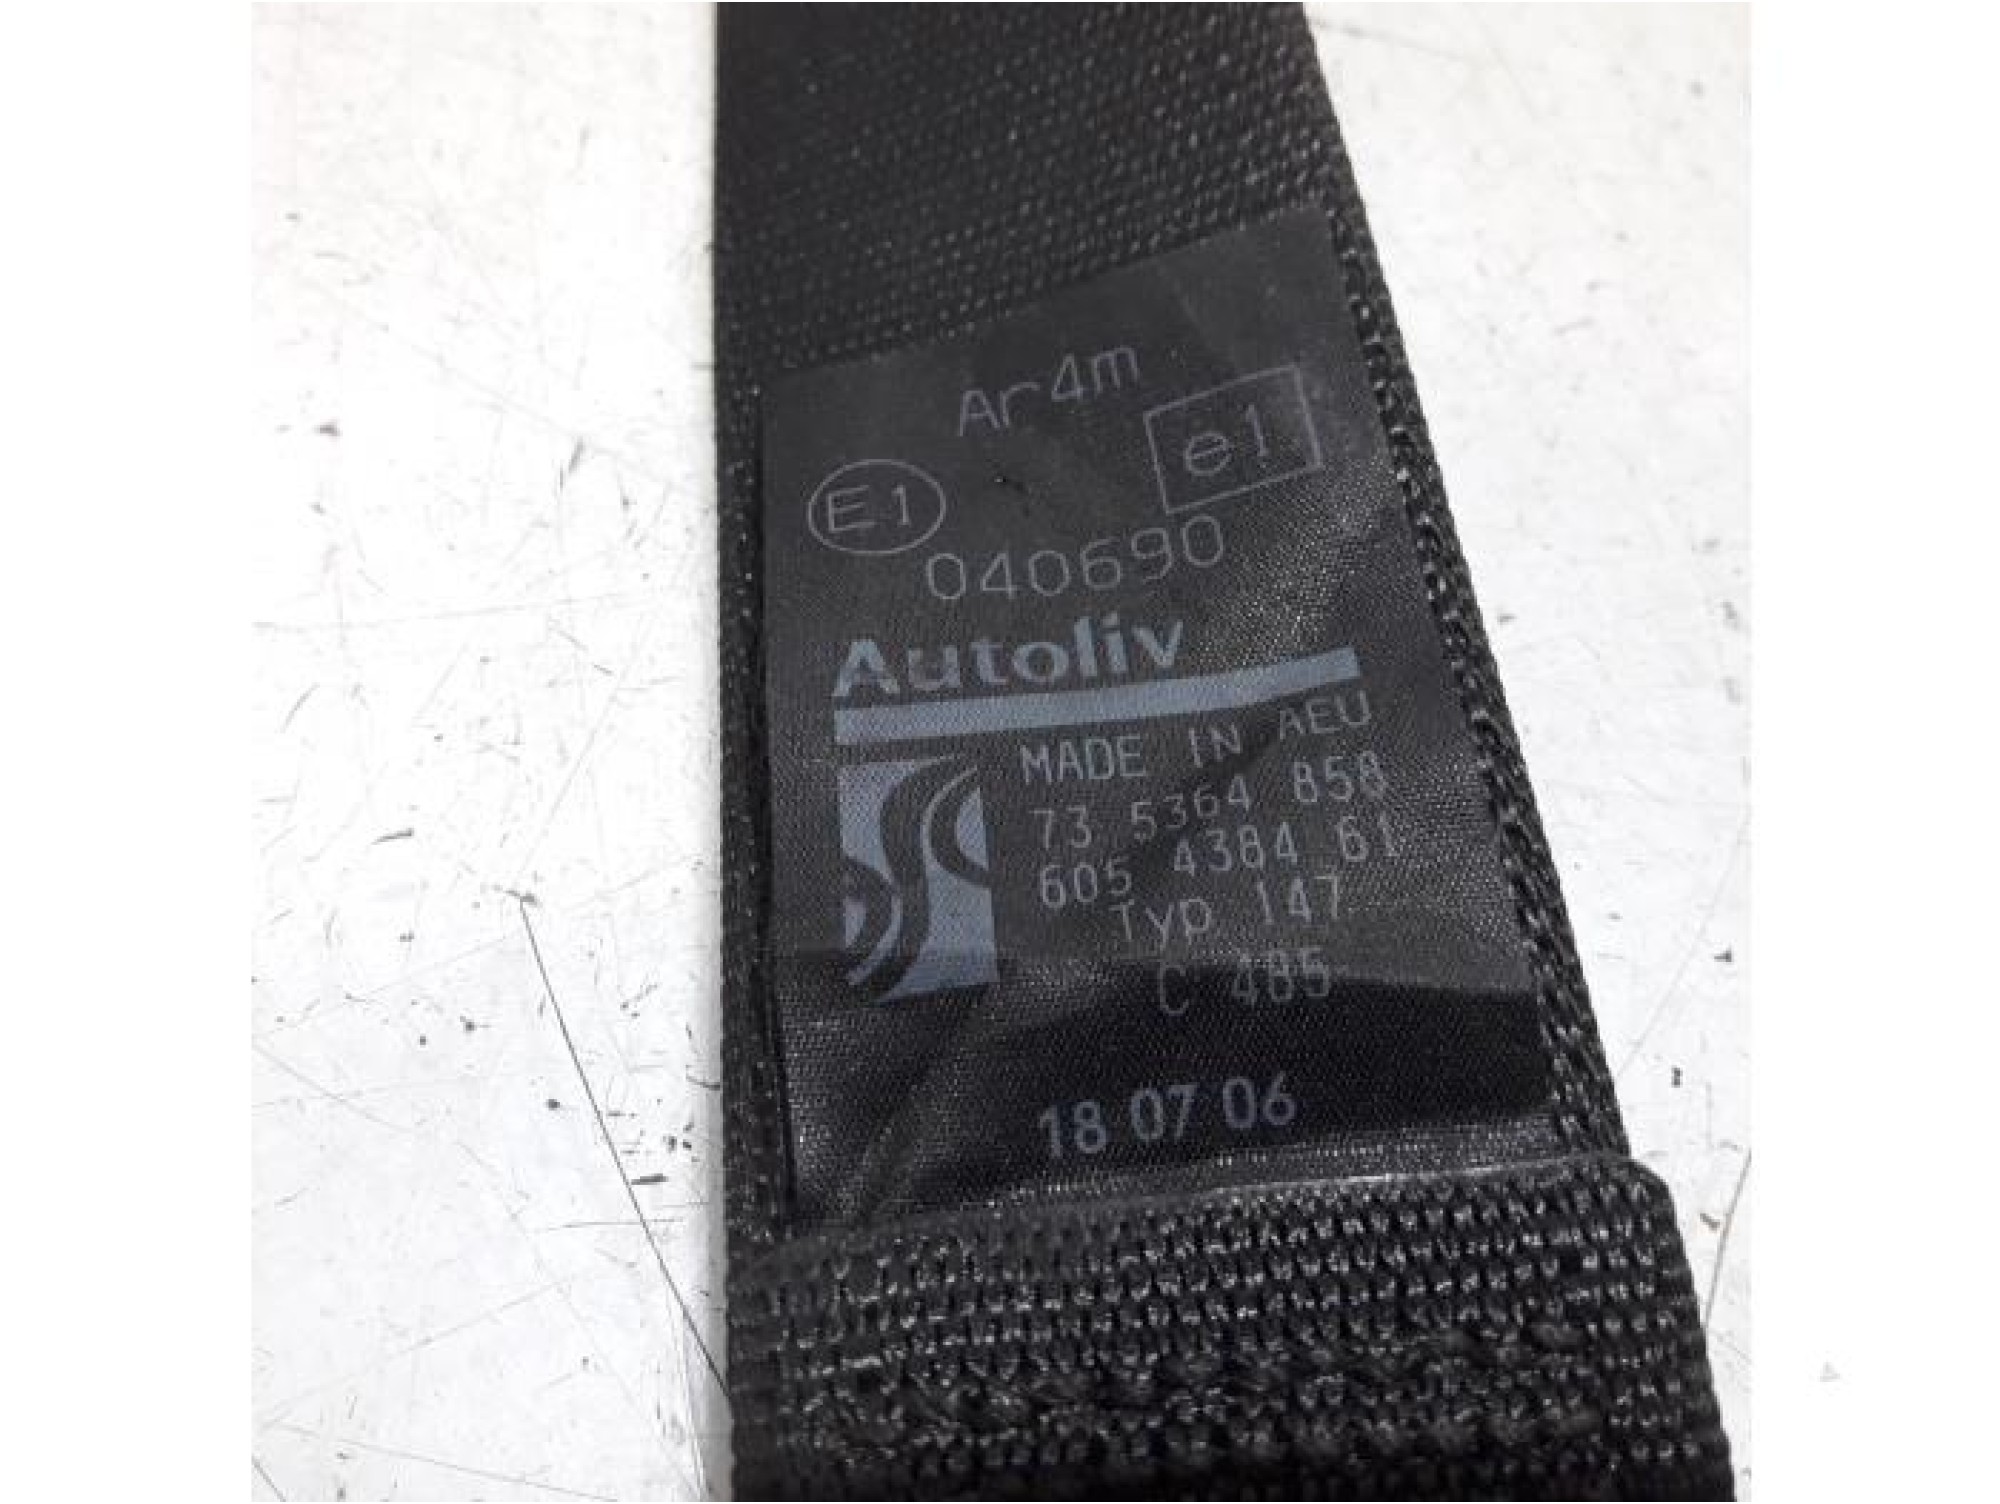 Ar4m
E1 e1
040690
Autoliv
MADE IN AEU
73 5364 858
605 4384 61
Typ 147
C 485
18 07 06